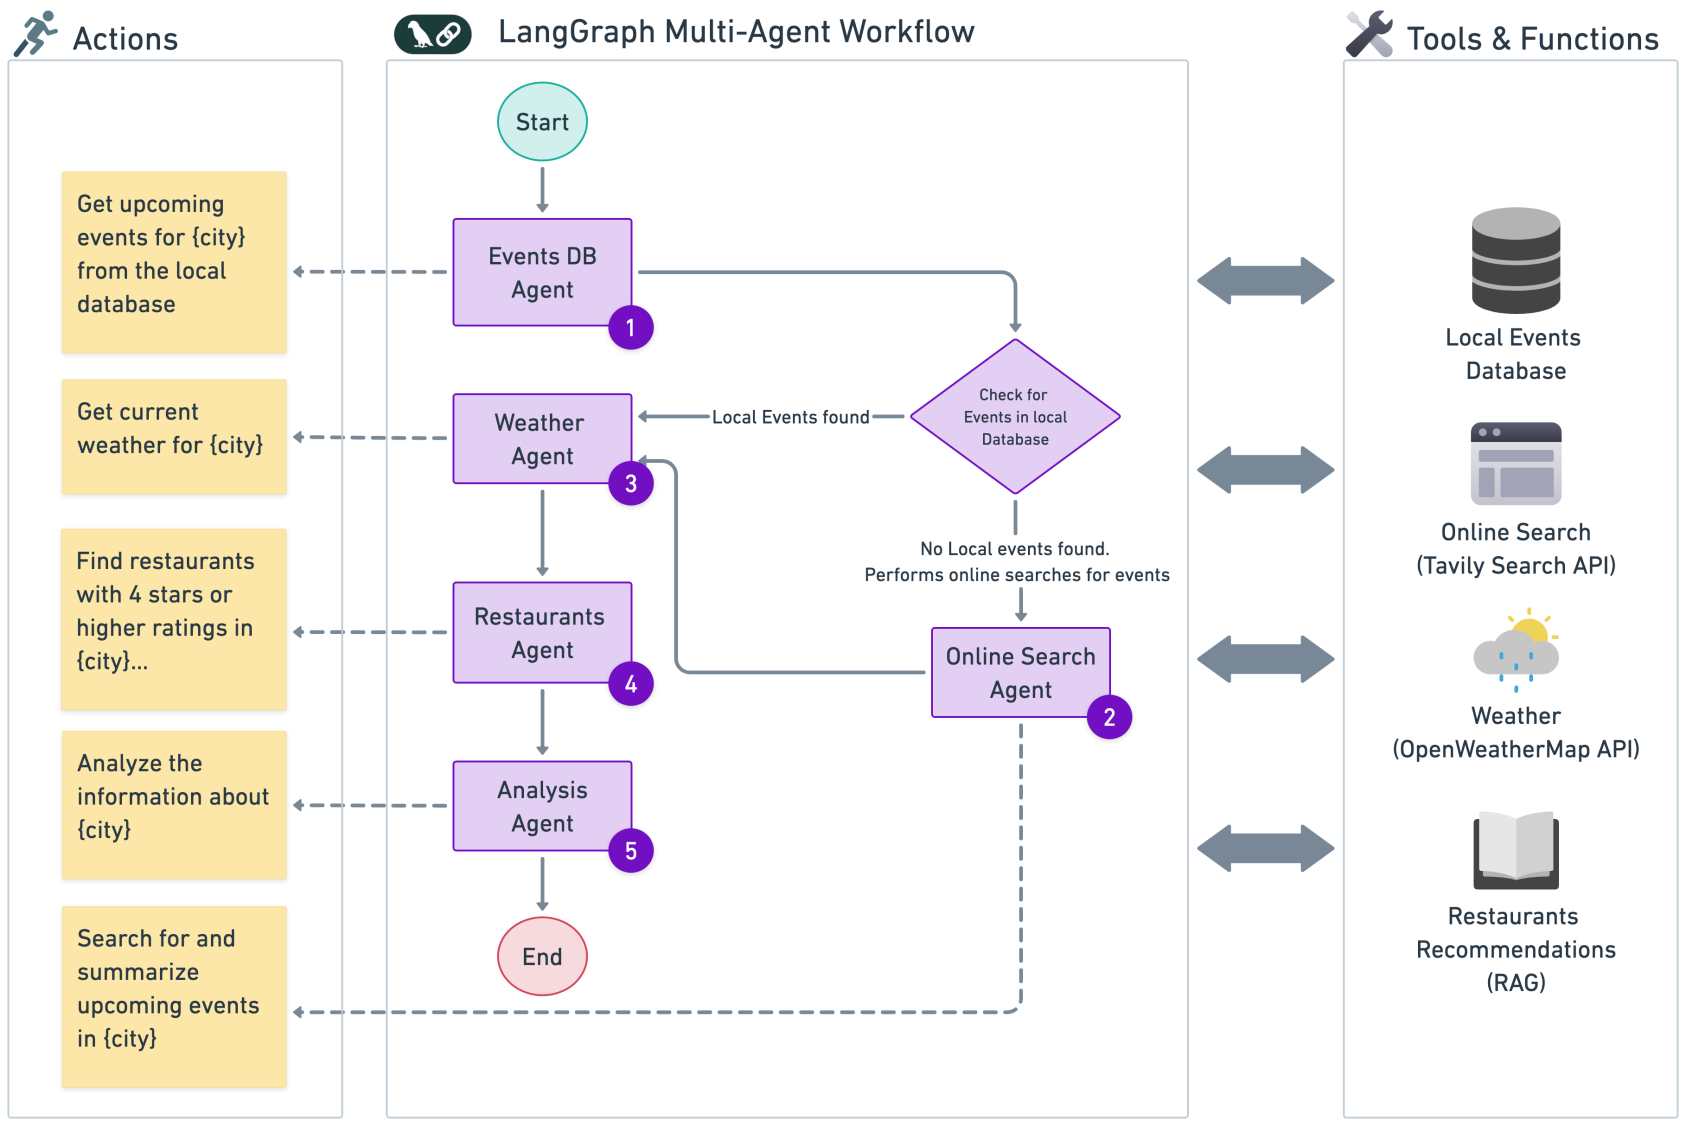 Actions
LangGraph Multi-Agent Workflow
Tools & Functions
Get upcoming
events for {city}
from the local
database
Get current
weather for {city}
Find restaurants
with 4 stars or
higher ratings in
{city}...
Analyze the
information about
{city}
Search for and
summarize
upcoming events
in {city}
Start
Events DB
Agent
1
Check for
Events in local
Database
Local Events found
Weather
Agent
3
No Local events found.
Performs online searches for events
Restaurants
Agent
4
Online Search
Agent
2
Analysis
Agent
5
End
Local Events
Database
Online Search
(Tavily Search API)
Weather
(OpenWeatherMap API)
Restaurants
Recommendations
(RAG)